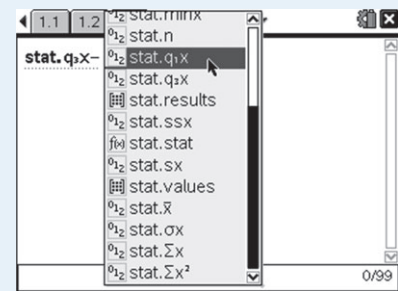 1.1 1.2
stat.minx
stat.n
stat.q₃x−
stat.q₁x
stat.q₃x
stat.results
stat.ssx
stat.stat
stat.sx
stat.values
stat.x̄
stat.σx
stat.Σx
stat.Σx²
0/99